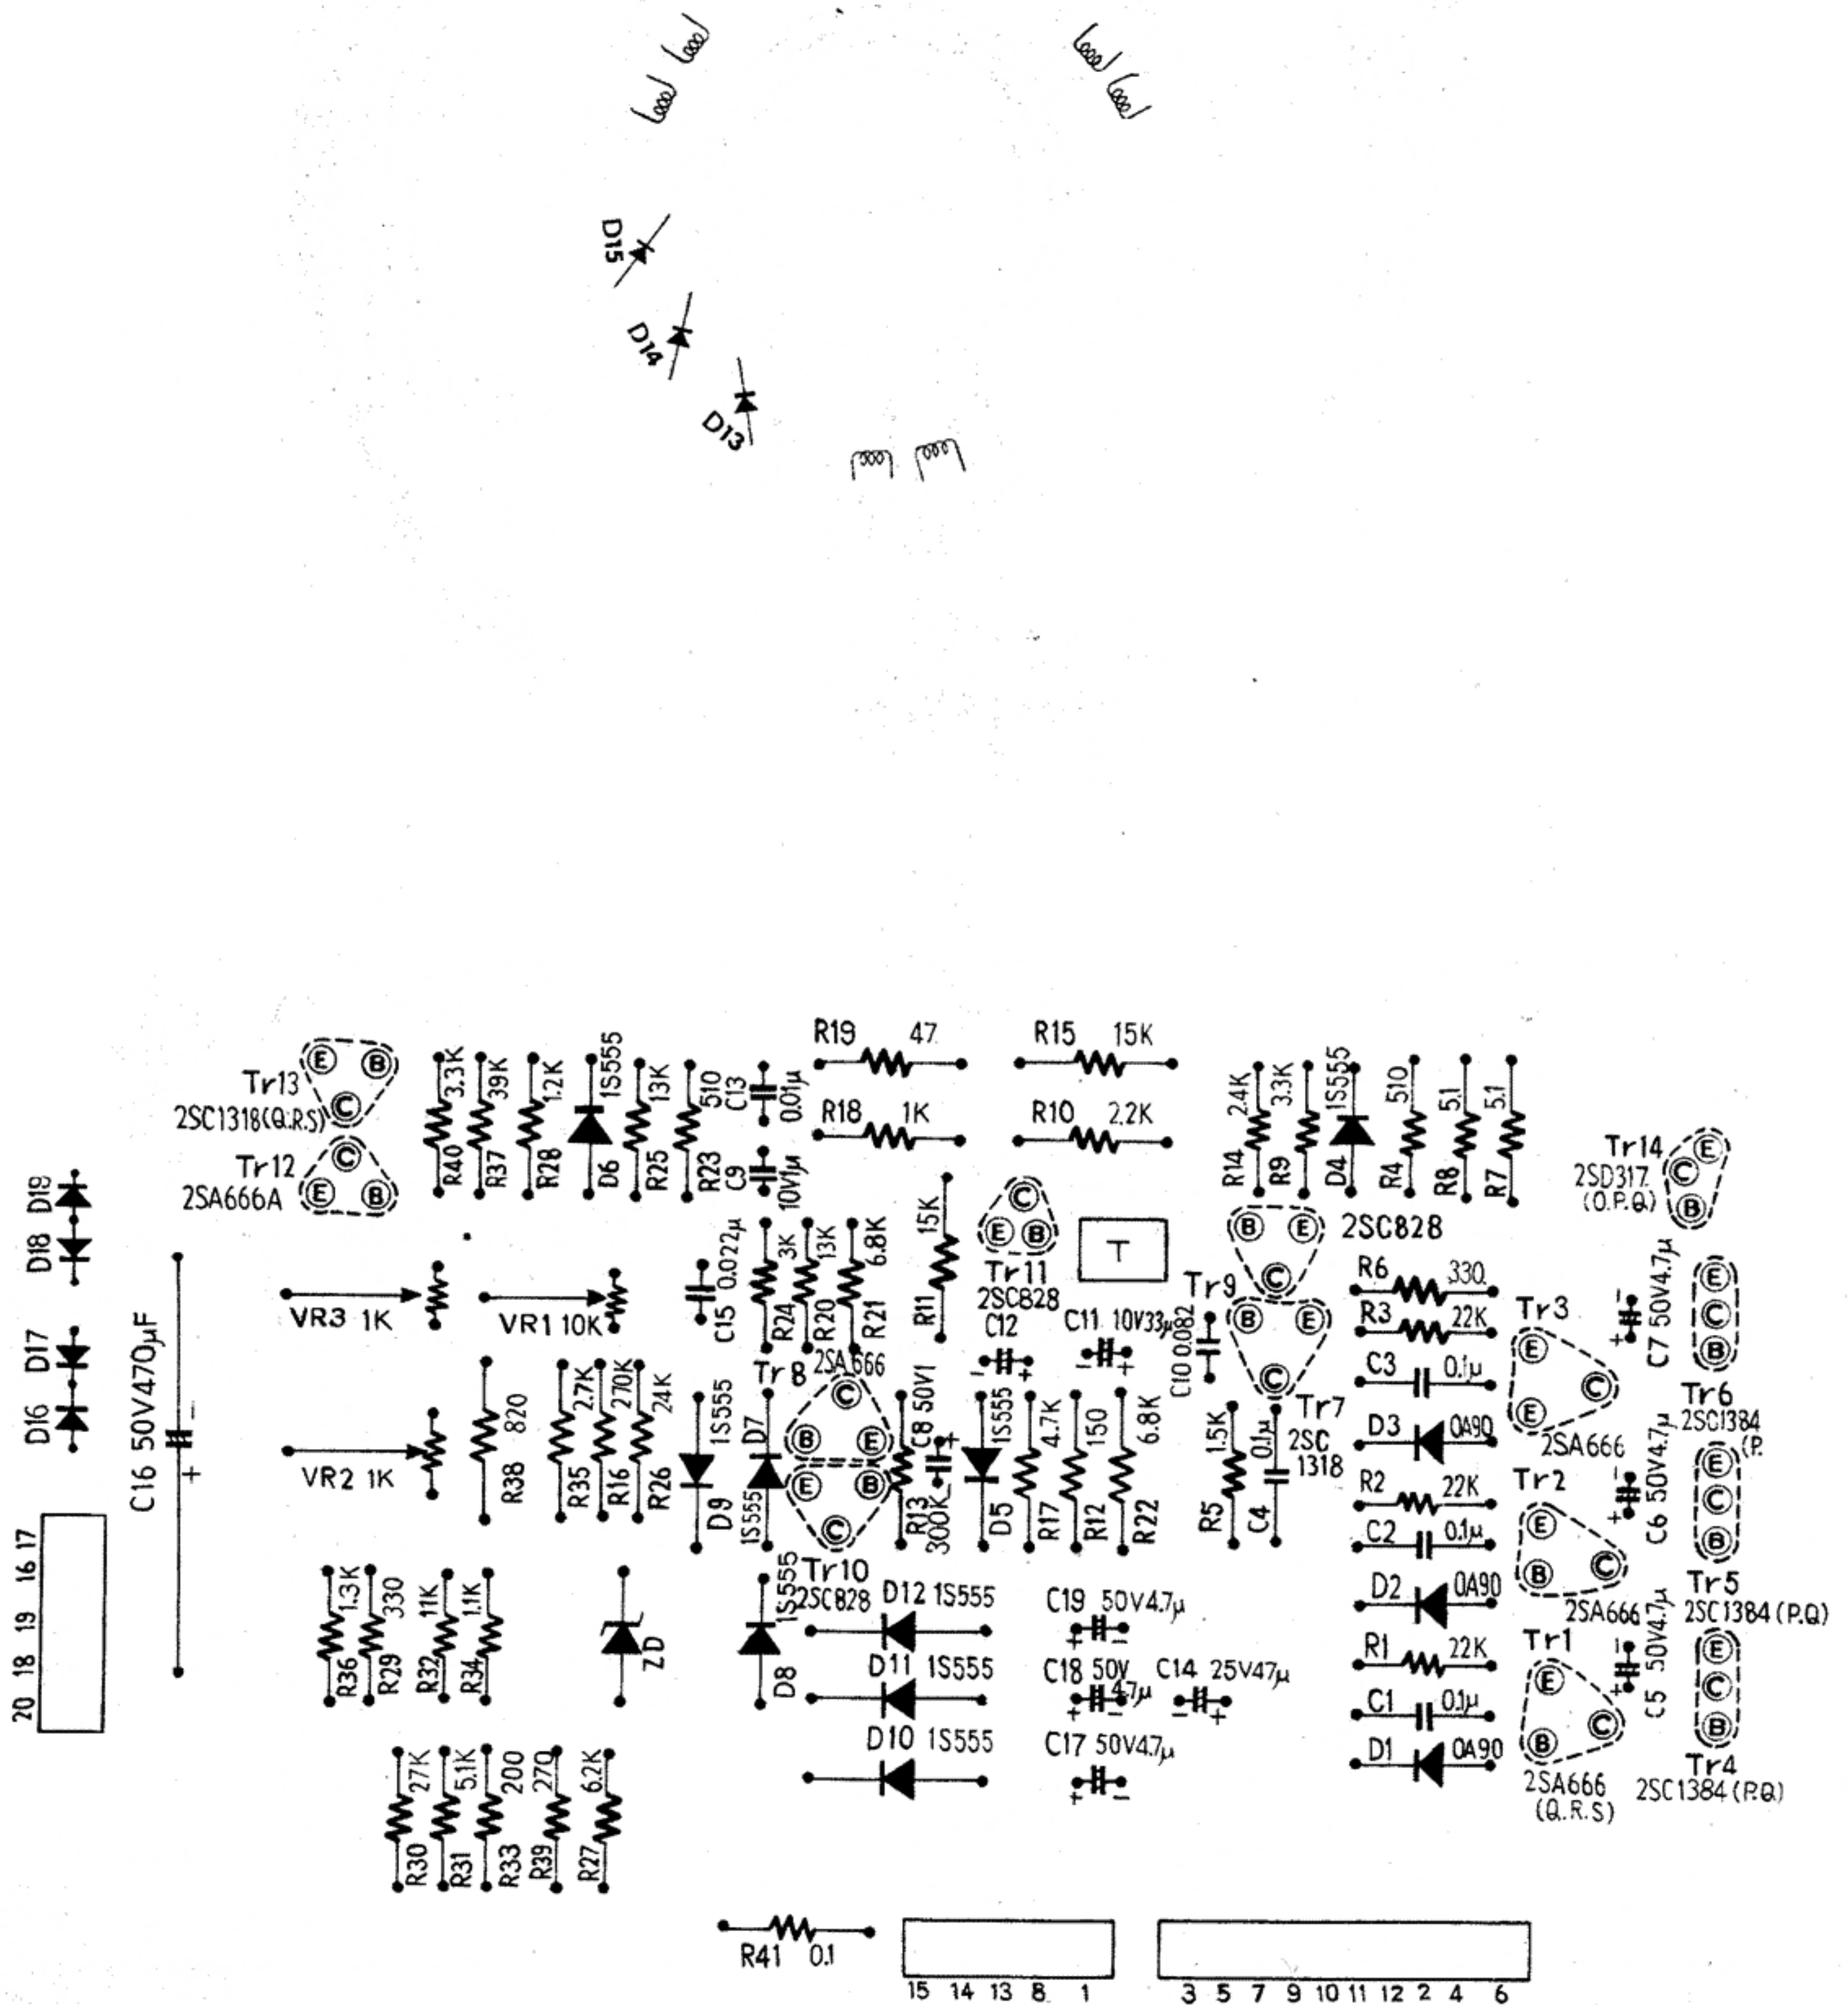 D15
D14
D13
Tr13
2SC1318(Q.R.S)
E
B
C
Tr12
2SA666A
C
E
B
3.3K
R40
39K
R37
1.2K
R28
1S555
D6
13K
R25
510
R23
C13
0.01μ
C9
10V1μ
R19 47
R18 1K
R15 15K
R10 2.2K
2.4K
R14
3.3K
R9
1S555
D4
510
R4
5.1
R8
5.1
R7
Tr14
2SD317
(O.P.Q)
E
C
B
D19
D18
D17
D16
C16 50V470μF
-
+
VR3 1K
VR1 10K
VR2 1K
C15 0.022μ
3K
R24
13K
R20
6.8K
R21
15K
R11
C
E
B
Tr11
2SC828
T
C12
-
+
C11 10V33μ
-
+
C10 0.082
Tr9
2SC828
B
E
C
B
E
C
Tr7
2SC
1318
R6 330
R3 22K
C3 0.1μ
D3 0A90
Tr3
E
C
E
2SA666
-
+
C7 50V4.7μ
E
C
B
Tr6
2SC1384
(P.
820
R38
2.7K
R35
270K
R16
24K
R26
1S555
D9
D7
1S555
Tr8
2SA666
C
B
E
E
B
C
Tr10
2SC828
R13
300K
C8 50V1
+
-
1S555
D5
4.7K
R17
150
R12
6.8K
R22
1.5K
R5
0.1μ
C4
R2 22K
C2 0.1μ
D2 0A90
Tr2
E
B
C
2SA666
-
+
C6 50V4.7μ
E
C
B
Tr5
2SC1384 (P.Q)
20 18 19 16 17
1.3K
R36
330
R29
11K
R32
1.1K
R34
ZD
1S555
D8
D12 1S555
D11 1S555
D10 1S555
C19 50V4.7μ
+
-
C18 50V
4.7μ
+
-
C14 25V47μ
-
+
C17 50V4.7μ
+
-
R1 22K
C1 0.1μ
D1 0A90
Tr1
E
B
C
2SA666
(Q.R.S)
-
+
C5 50V4.7μ
E
C
B
Tr4
2SC1384 (P.Q)
27K
R30
5.1K
R31
200
R33
270
R39
6.2K
R27
R41 0.1
15 14 13 8 1
3 5 7 9 10 11 12 2 4 6